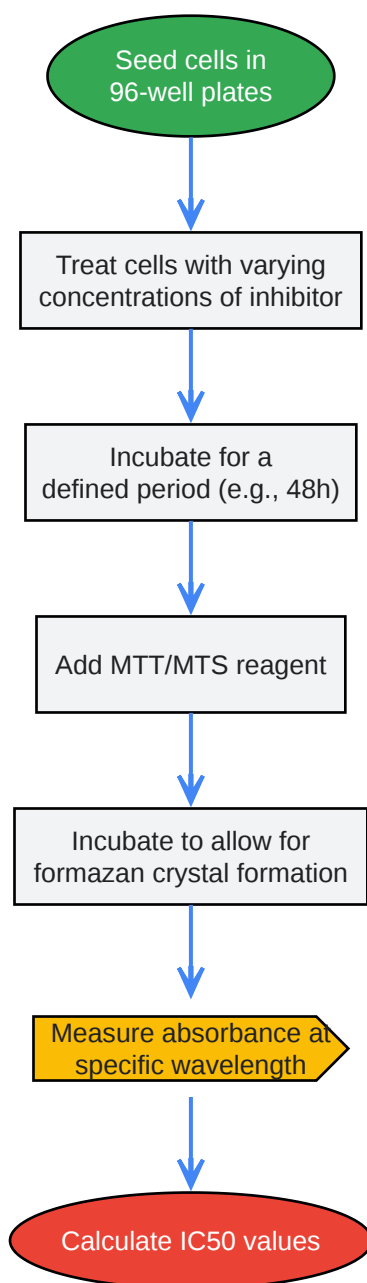 Seed cells in
96-well plates
Treat cells with varying
concentrations of inhibitor
Incubate for a
defined period (e.g., 48h)
Add MTT/MTS reagent
Incubate to allow for
formazan crystal formation
Measure absorbance at
specific wavelength
Calculate IC50 values